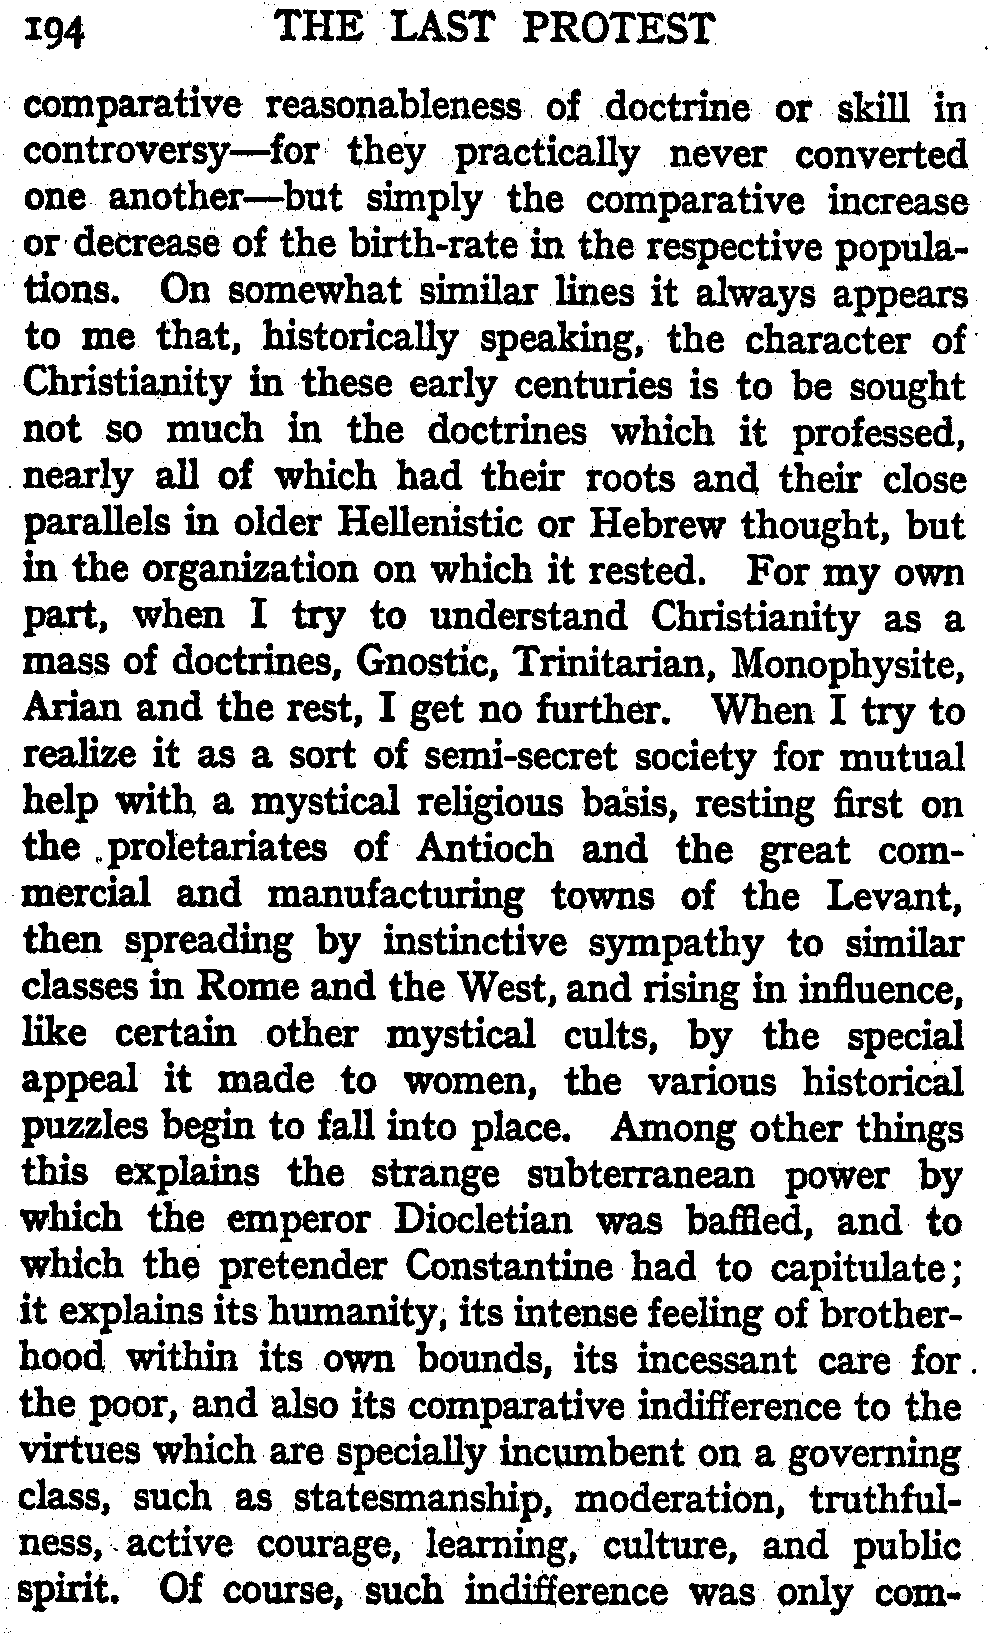 194 THE LAST PROTEST
comparative reasonableness of doctrine or skill in
controversy—for they practically never converted
one another—but simply the comparative increase
or decrease of the birth-rate in the respective popula-
tions. On somewhat similar lines it always appears
to me that, historically speaking, the character of
Christianity in these early centuries is to be sought
not so much in the doctrines which it professed,
nearly all of which had their roots and their close
parallels in older Hellenistic or Hebrew thought, but
in the organization on which it rested. For my own
part, when I try to understand Christianity as a
mass of doctrines, Gnostic, Trinitarian, Monophysite,
Arian and the rest, I get no further. When I try to
realize it as a sort of semi-secret society for mutual
help with a mystical religious basis, resting first on
the proletariates of Antioch and the great com-
mercial and manufacturing towns of the Levant,
then spreading by instinctive sympathy to similar
classes in Rome and the West, and rising in influence,
like certain other mystical cults, by the special
appeal it made to women, the various historical
puzzles begin to fall into place. Among other things
this explains the strange subterranean power by
which the emperor Diocletian was baffled, and to
which the pretender Constantine had to capitulate;
it explains its humanity, its intense feeling of brother-
hood within its own bounds, its incessant care for
the poor, and also its comparative indifference to the
virtues which are specially incumbent on a governing
class, such as statesmanship, moderation, truthful-
ness, active courage, learning, culture, and public
spirit. Of course, such indifference was only com-